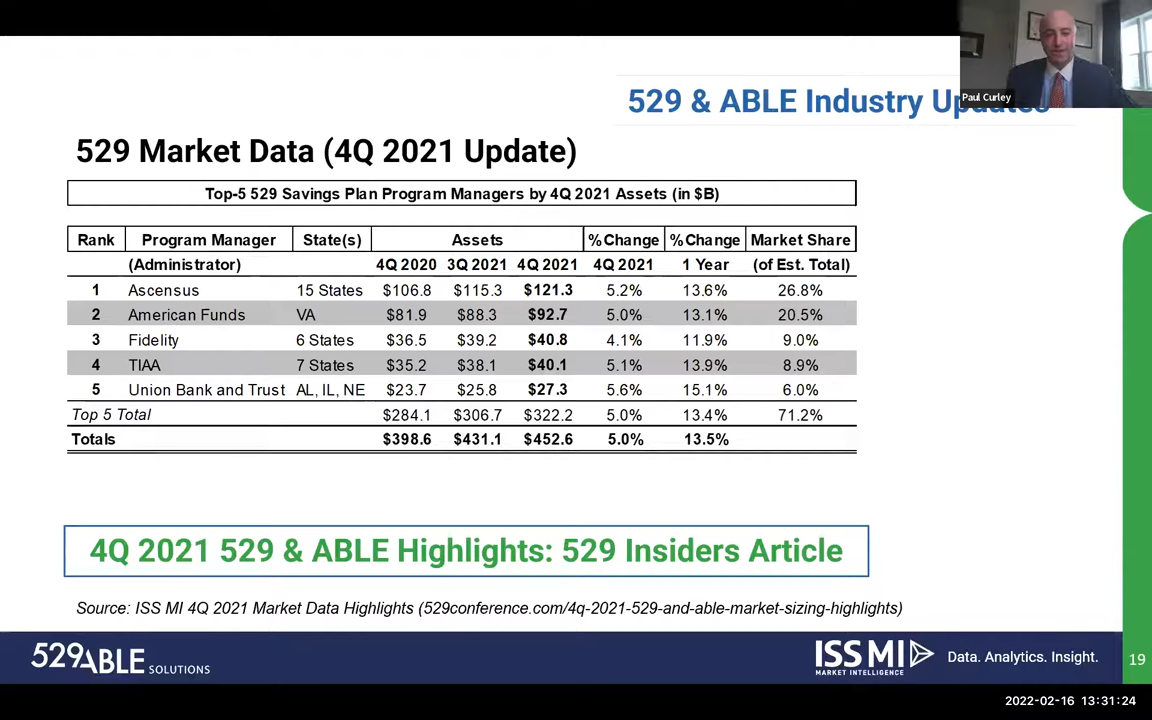 Paul Curley
529 & ABLE Industry Updates
529 Market Data (4Q 2021 Update)
Top-5 529 Savings Plan Program Managers by 4Q 2021 Assets (in $B)
Rank Program Manager State(s) Assets %Change %Change Market Share
(Administrator) 4Q 2020 3Q 2021 4Q 2021 4Q 2021 1 Year (of Est. Total)
1 Ascensus 15 States $106.8 $115.3 $121.3 5.2% 13.6% 26.8%
2 American Funds VA $81.9 $88.3 $92.7 5.0% 13.1% 20.5%
3 Fidelity 6 States $36.5 $39.2 $40.8 4.1% 11.9% 9.0%
4 TIAA 7 States $35.2 $38.1 $40.1 5.1% 13.9% 8.9%
5 Union Bank and Trust AL, IL, NE $23.7 $25.8 $27.3 5.6% 15.1% 6.0%
Top 5 Total $284.1 $306.7 $322.2 5.0% 13.4% 71.2%
Totals $398.6 $431.1 $452.6 5.0% 13.5%
4Q 2021 529 & ABLE Highlights: 529 Insiders Article
Source: ISS MI 4Q 2021 Market Data Highlights (529conference.com/4q-2021-529-and-able-market-sizing-highlights)
529 ABLE SOLUTIONS
ISS MI
MARKET INTELLIGENCE
Data. Analytics. Insight.
19
2022-02-16 13:31:24